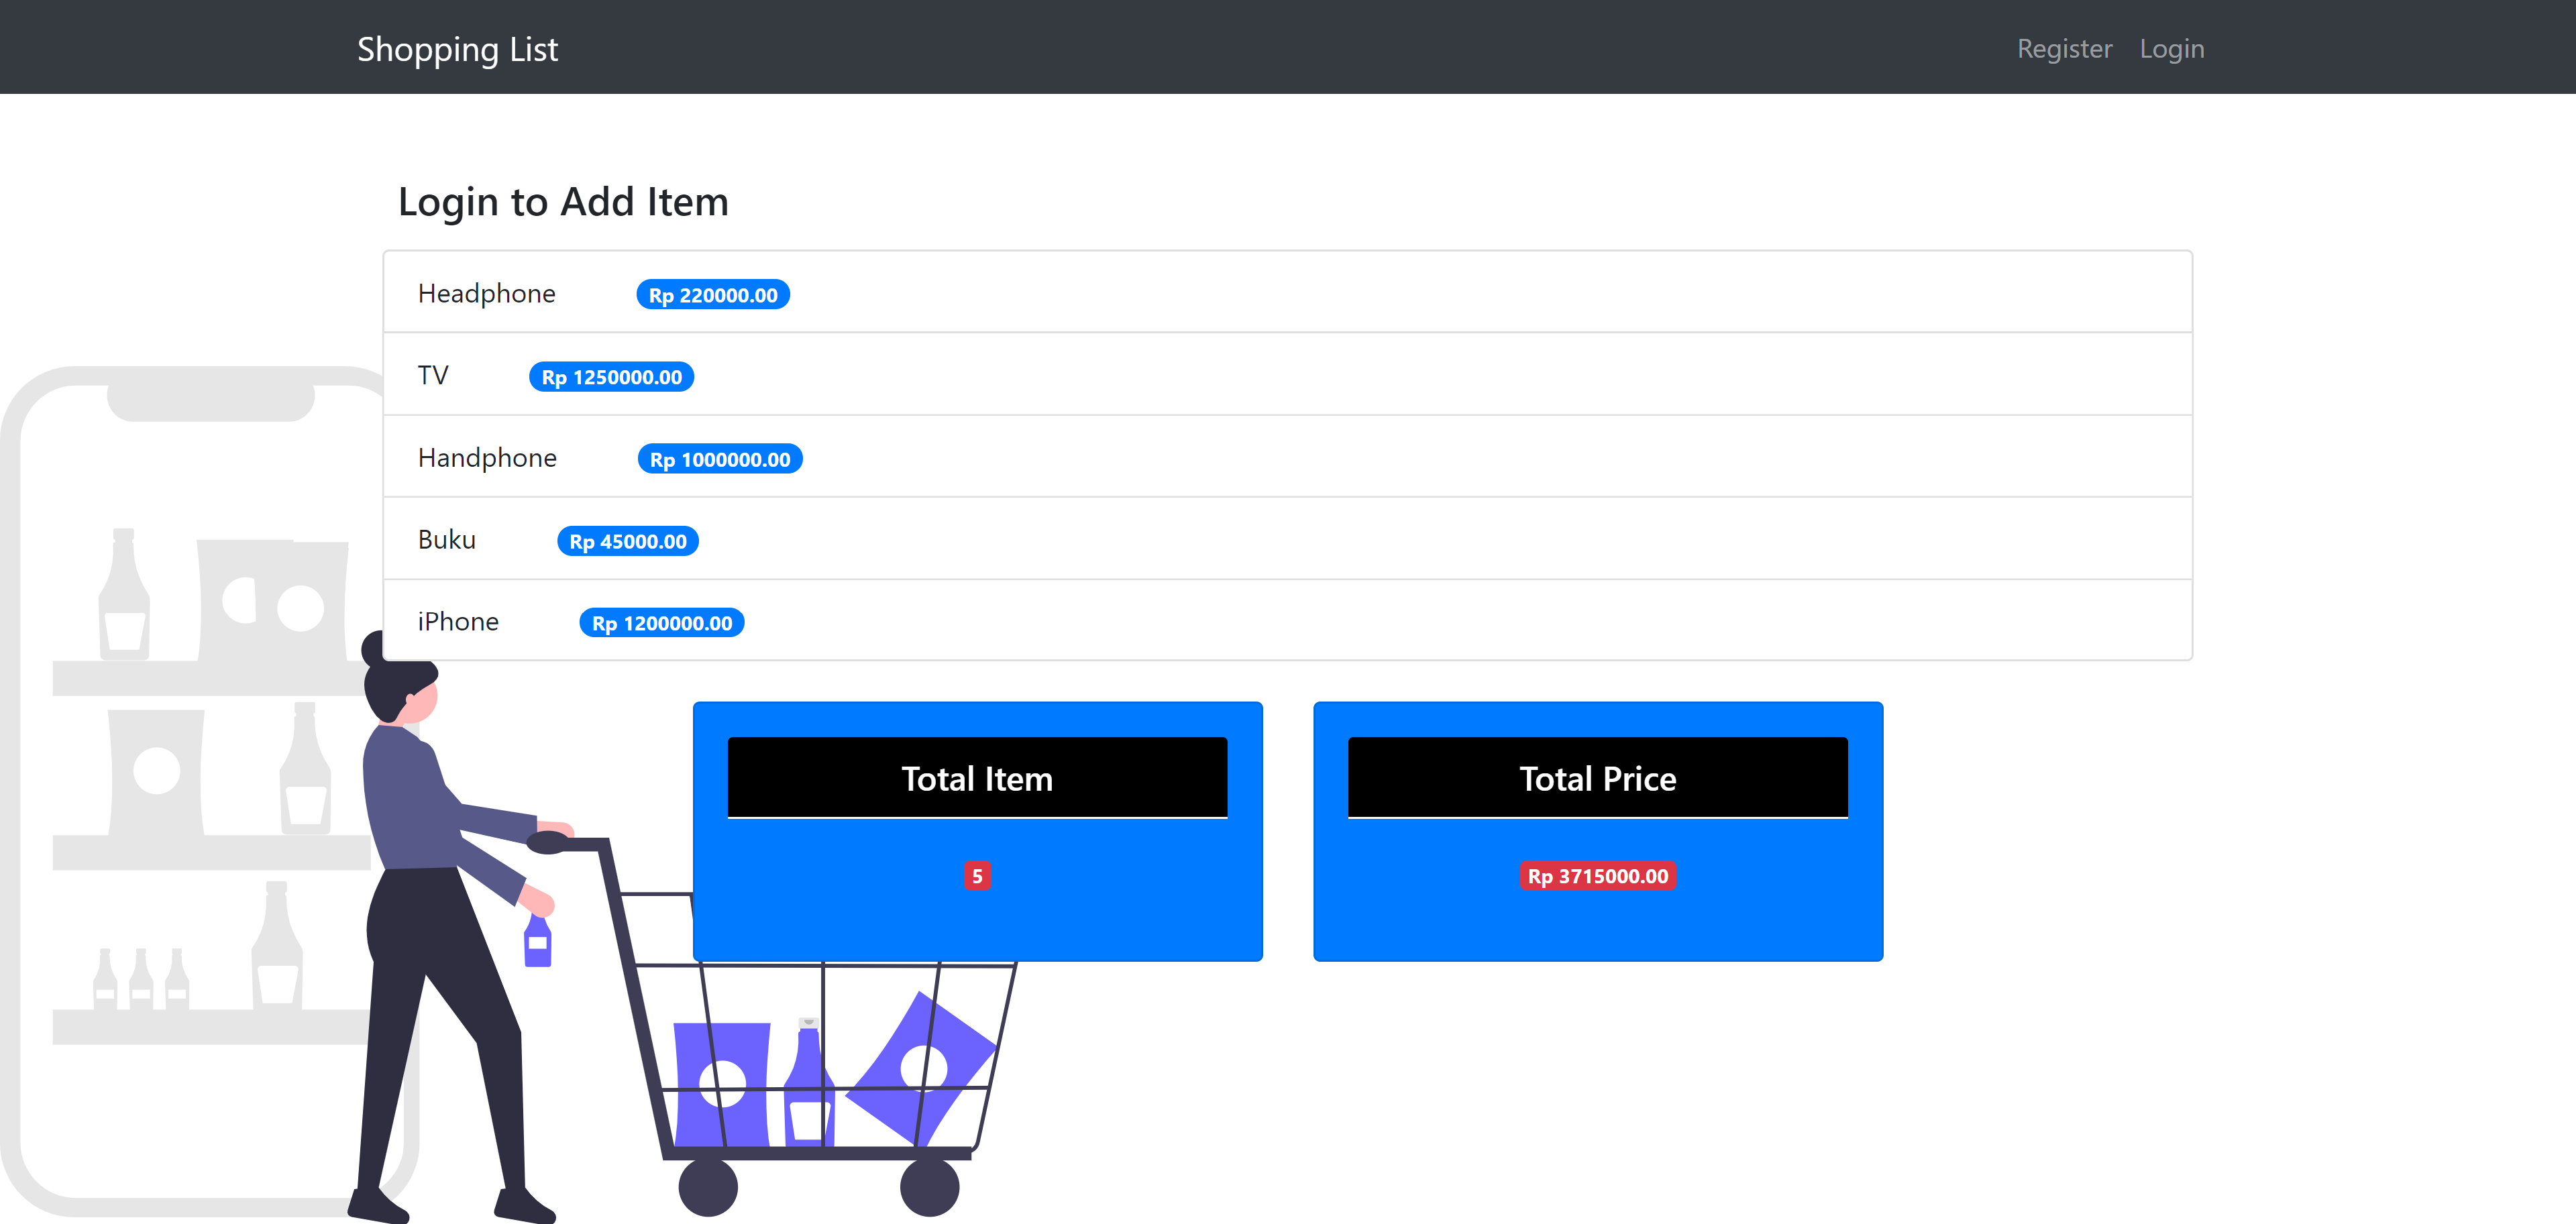 Shopping List Register Login
Login to Add Item
Headphone Rp 220000.00
TV Rp 1250000.00
Handphone Rp 1000000.00
Buku Rp 45000.00
iPhone Rp 1200000.00
Total Item
5
Total Price
Rp 3715000.00